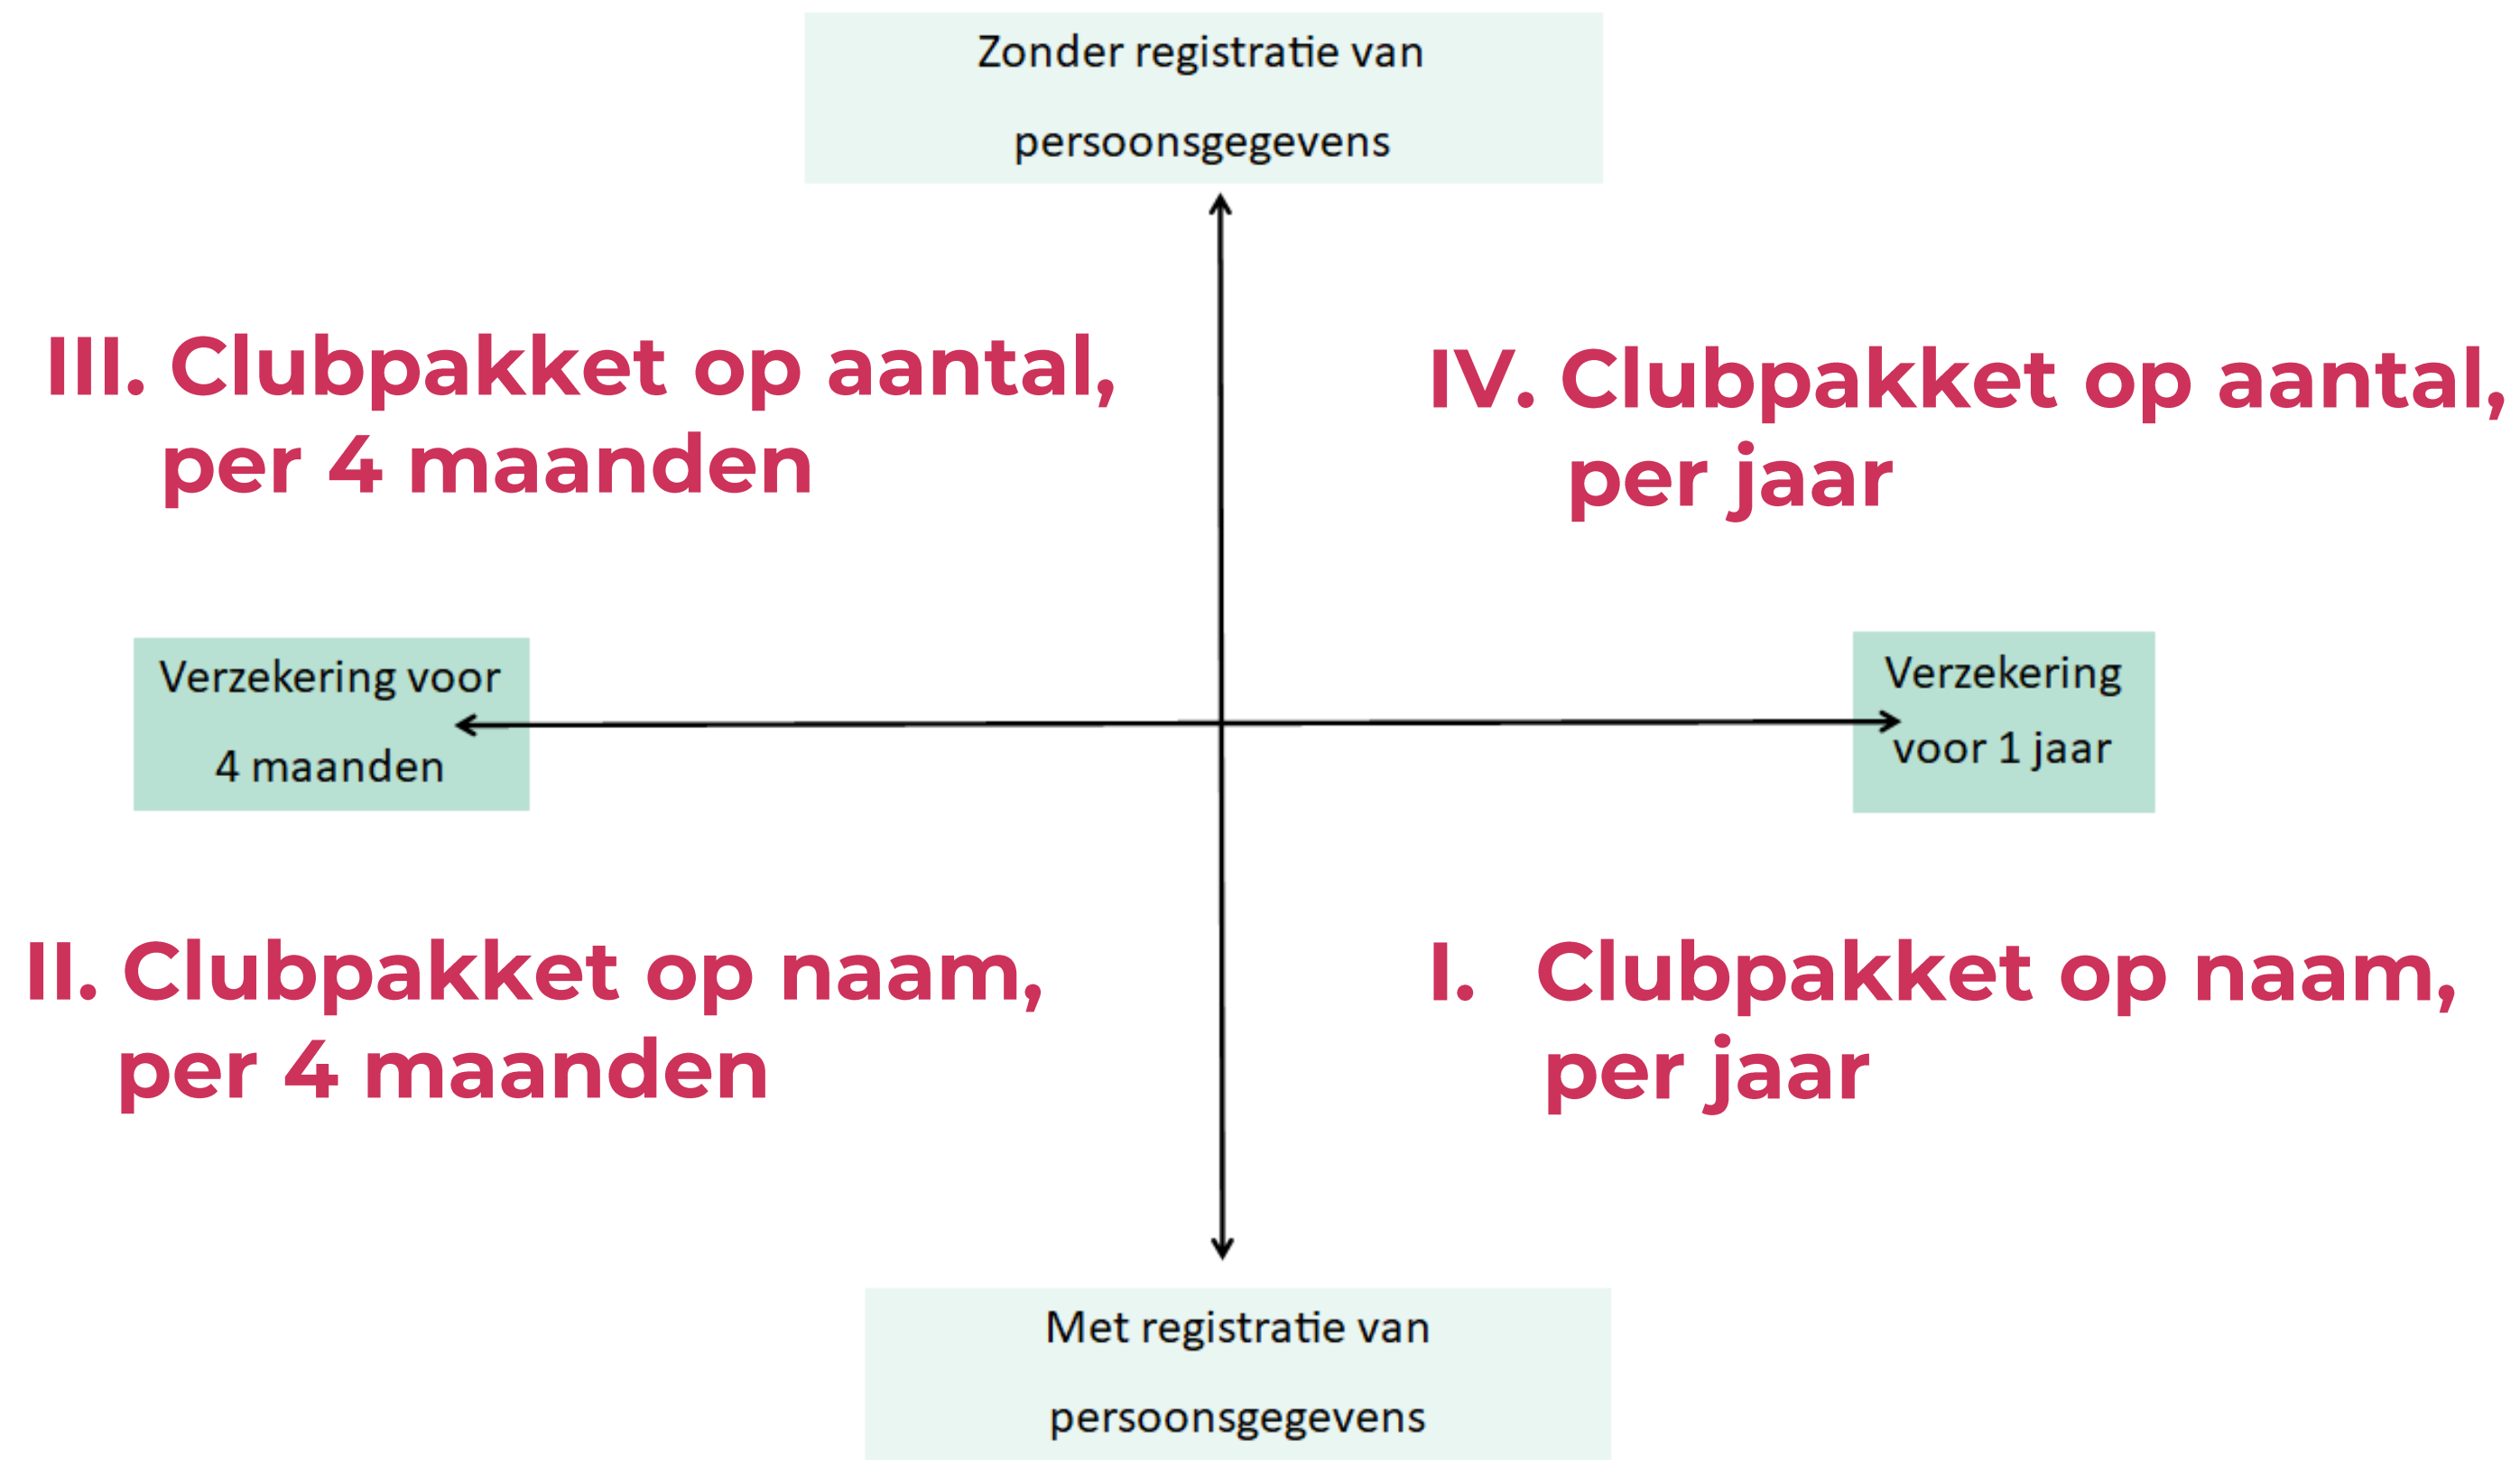 Zonder registratie van
persoonsgegevens
III. Clubpakket op aantal,
per 4 maanden
IV. Clubpakket op aantal,
per jaar
Verzekering voor
4 maanden
Verzekering
voor 1 jaar
II. Clubpakket op naam,
per 4 maanden
I. Clubpakket op naam,
per jaar
Met registratie van
persoonsgegevens